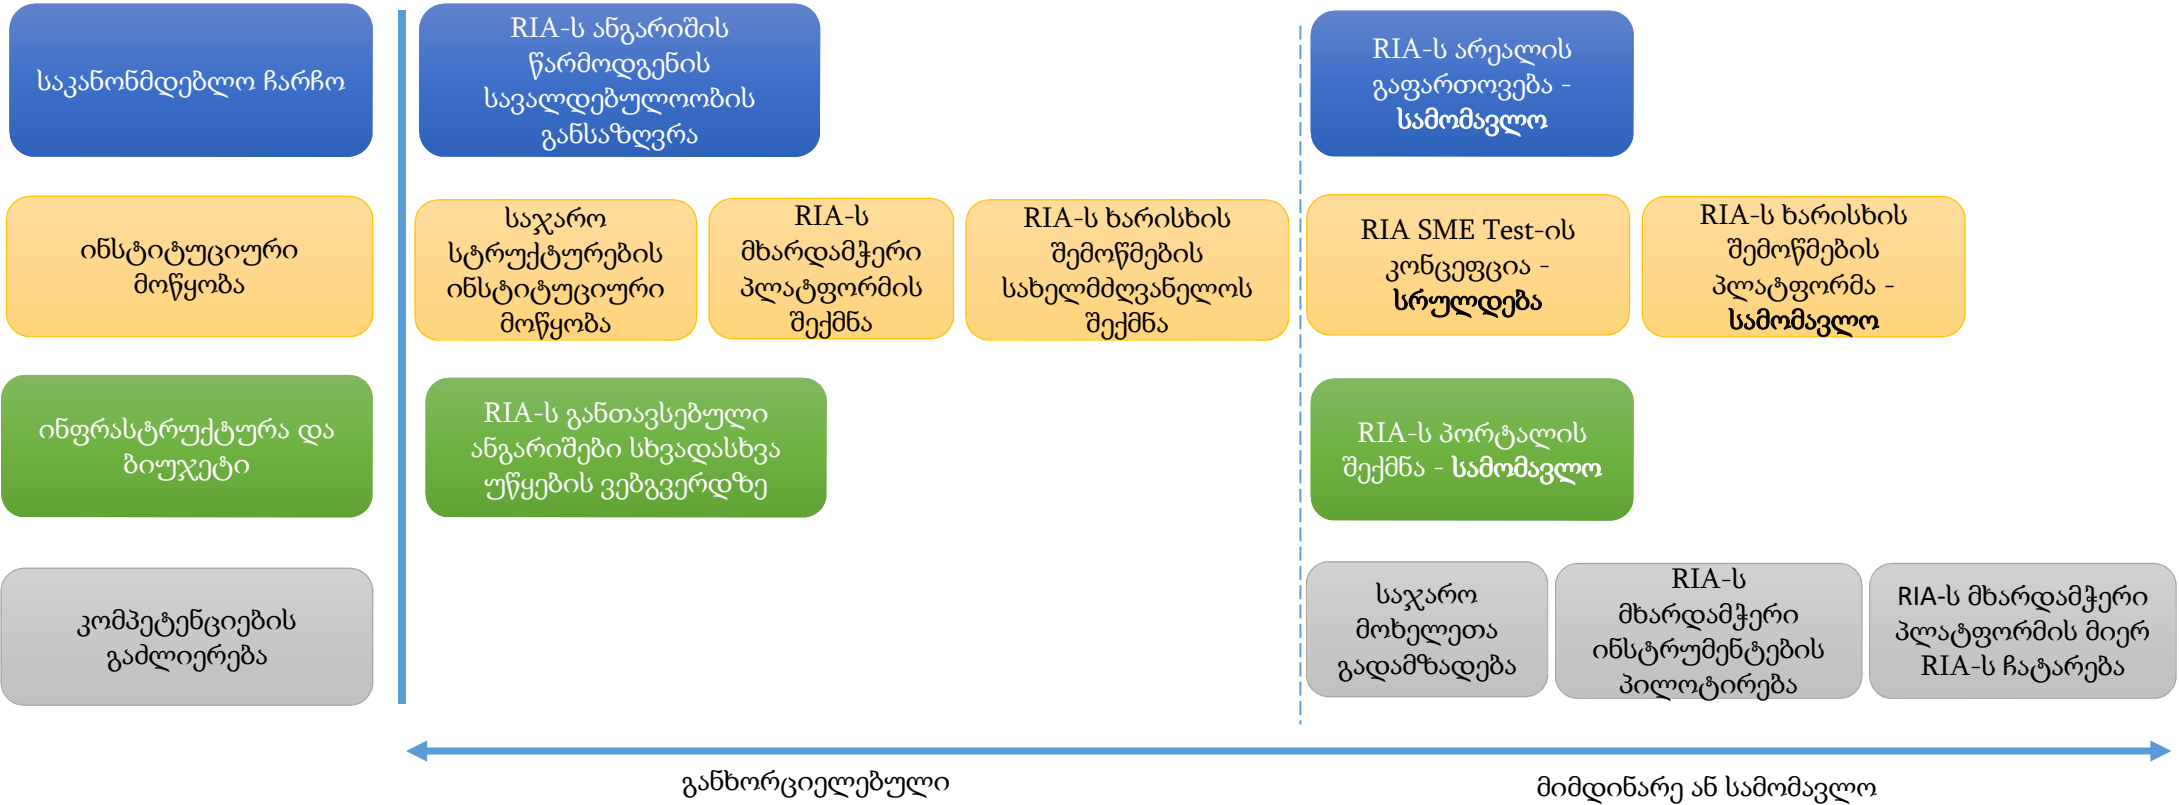 საკანონმდებლო ჩარჩო
RIA-ს ანგარიშის
წარმოდგენის
სავალდებულოობის
განსაზღვრა
RIA-ს არეალის
გაფართოვება -
სამომავლო
ინსტიტუციური
მოწყობა
საჯარო
სტრუქტურების
ინსტიტუციური
მოწყობა
RIA-ს
მხარდამჭერი
პლატფორმის
შექმნა
RIA-ს ხარისხის
შემოწმების
სახელმძღვანელოს
შექმნა
RIA SME Test-ის
კონცეფცია -
სრულდება
RIA-ს ხარისხის
შემოწმების
პლატფორმა -
სამომავლო
ინფრასტრუქტურა და
ბიუჯეტი
RIA-ს განთავსებული
ანგარიშები სხვადასხვა
უწყების ვებგვერდზე
RIA-ს პორტალის
შექმნა - სამომავლო
კომპეტენციების
გაძლიერება
საჯარო
მოხელეთა
გადამზადება
RIA-ს
მხარდამჭერი
ინსტრუმენტების
პილოტირება
RIA-ს მხარდამჭერი
პლატფორმის მიერ
RIA-ს ჩატარება
განხორციელებული
მიმდინარე ან სამომავლო